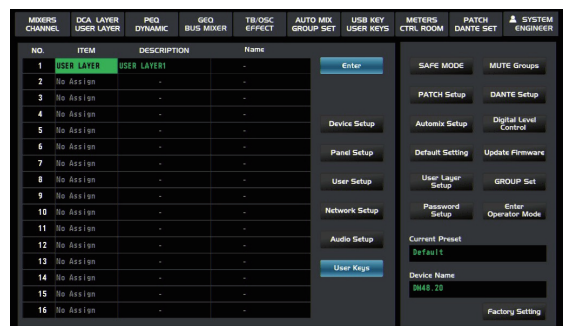 MIXERS CHANNEL
DCA LAYER USER LAYER
PEQ DYNAMIC
GEQ BUS MIXER
TB/OSC EFFECT
AUTO MIX GROUP SET
USB KEY USER KEYS
METERS CTRL ROOM
PATCH DANTE SET
SYSTEM ENGINEER
NO. ITEM DESCRIPTION Name
1 USER LAYER USER LAYER1 -
2 No Assign - -
3 No Assign - -
4 No Assign - -
5 No Assign - -
6 No Assign - -
7 No Assign - -
8 No Assign - -
9 No Assign - -
10 No Assign - -
11 No Assign - -
12 No Assign - -
13 No Assign - -
14 No Assign - -
15 No Assign - -
16 No Assign - -
Enter
Device Setup
Panel Setup
User Setup
Network Setup
Audio Setup
User Keys
SAFE MODE
MUTE Groups
PATCH Setup
DANTE Setup
Automix Setup
Digital Level
Control
Default Setting
Update Firmware
User Layer
Setup
GROUP Set
Password
Setup
Enter
Operator Mode
Current Preset
Default
Device Name
DM48.20
Factory Setting